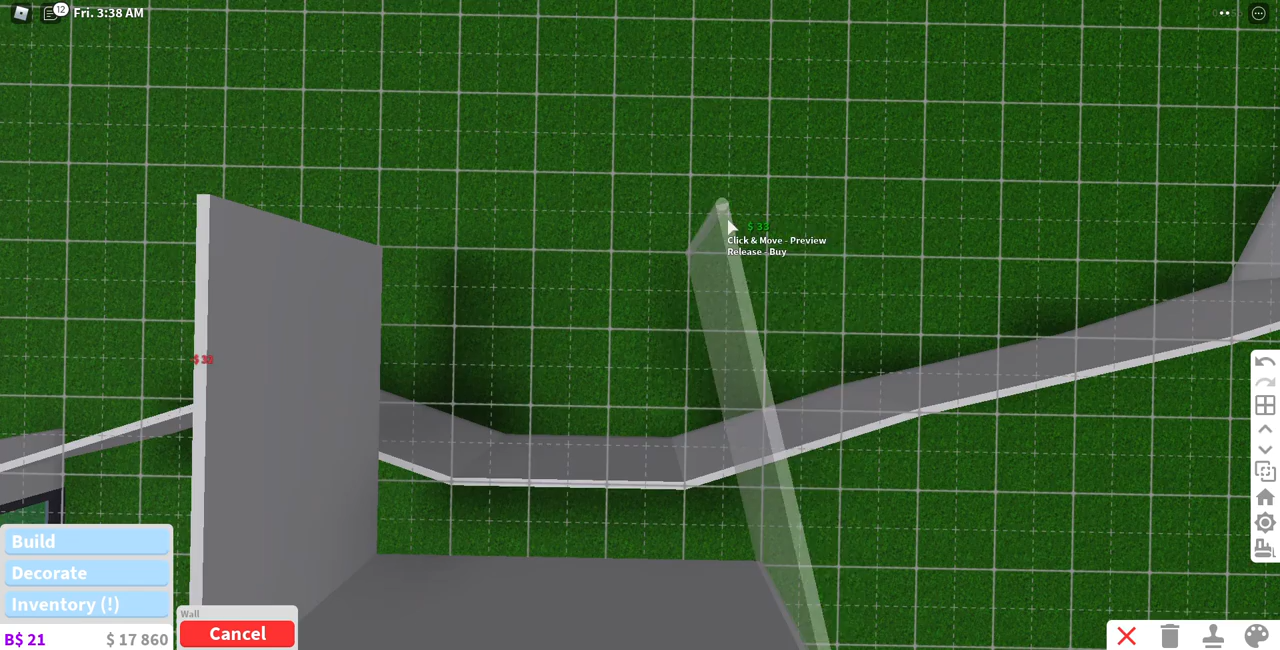 12
Fri. 3:38 AM
$ 33
Click & Move - Preview
Release - Buy
Build
Decorate
Inventory (!)
Wall
Cancel
B$ 21
$ 17 860